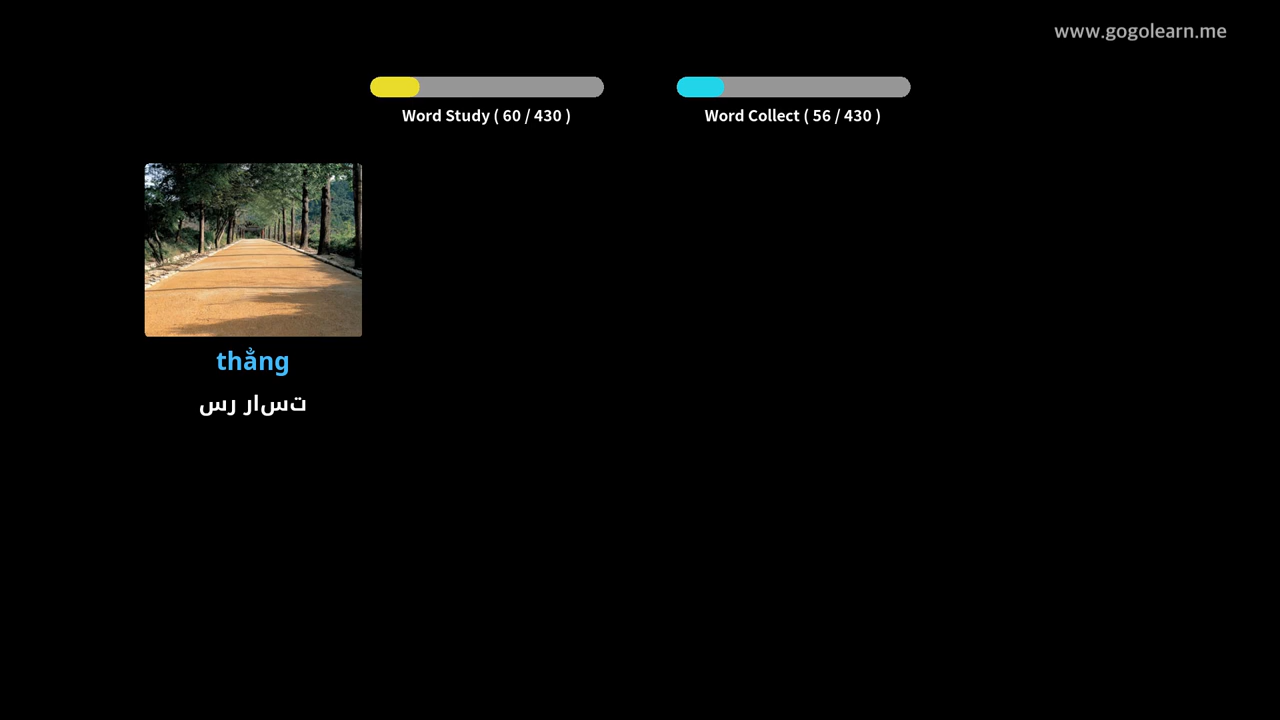 www.gogolearn.me
Word Study ( 60 / 430 )
Word Collect ( 56 / 430 )
thẳng
تسار رس